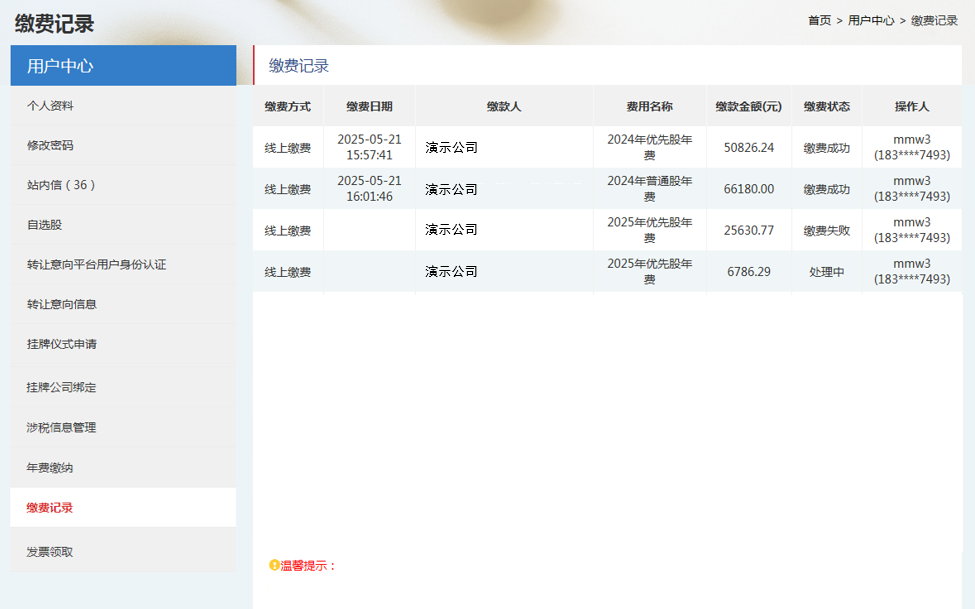 缴费记录
首页 > 用户中心 > 缴费记录
用户中心
个人资料
修改密码
站内信（36）
自选股
转让意向平台用户身份认证
转让意向信息
挂牌仪式申请
挂牌公司绑定
涉税信息管理
年费缴纳
缴费记录
发票领取
缴费记录
缴费方式 缴费日期 缴款人 费用名称 缴款金额(元) 缴费状态 操作人
线上缴费 2025-05-21 15:57:41 演示公司 2024年优先股年费 50826.24 缴费成功 mmw3 (183****7493)
线上缴费 2025-05-21 16:01:46 演示公司 2024年普通股年费 66180.00 缴费成功 mmw3 (183****7493)
线上缴费 演示公司 2025年优先股年费 25630.77 缴费失败 mmw3 (183****7493)
线上缴费 演示公司 2025年优先股年费 6786.29 处理中 mmw3 (183****7493)
温馨提示：